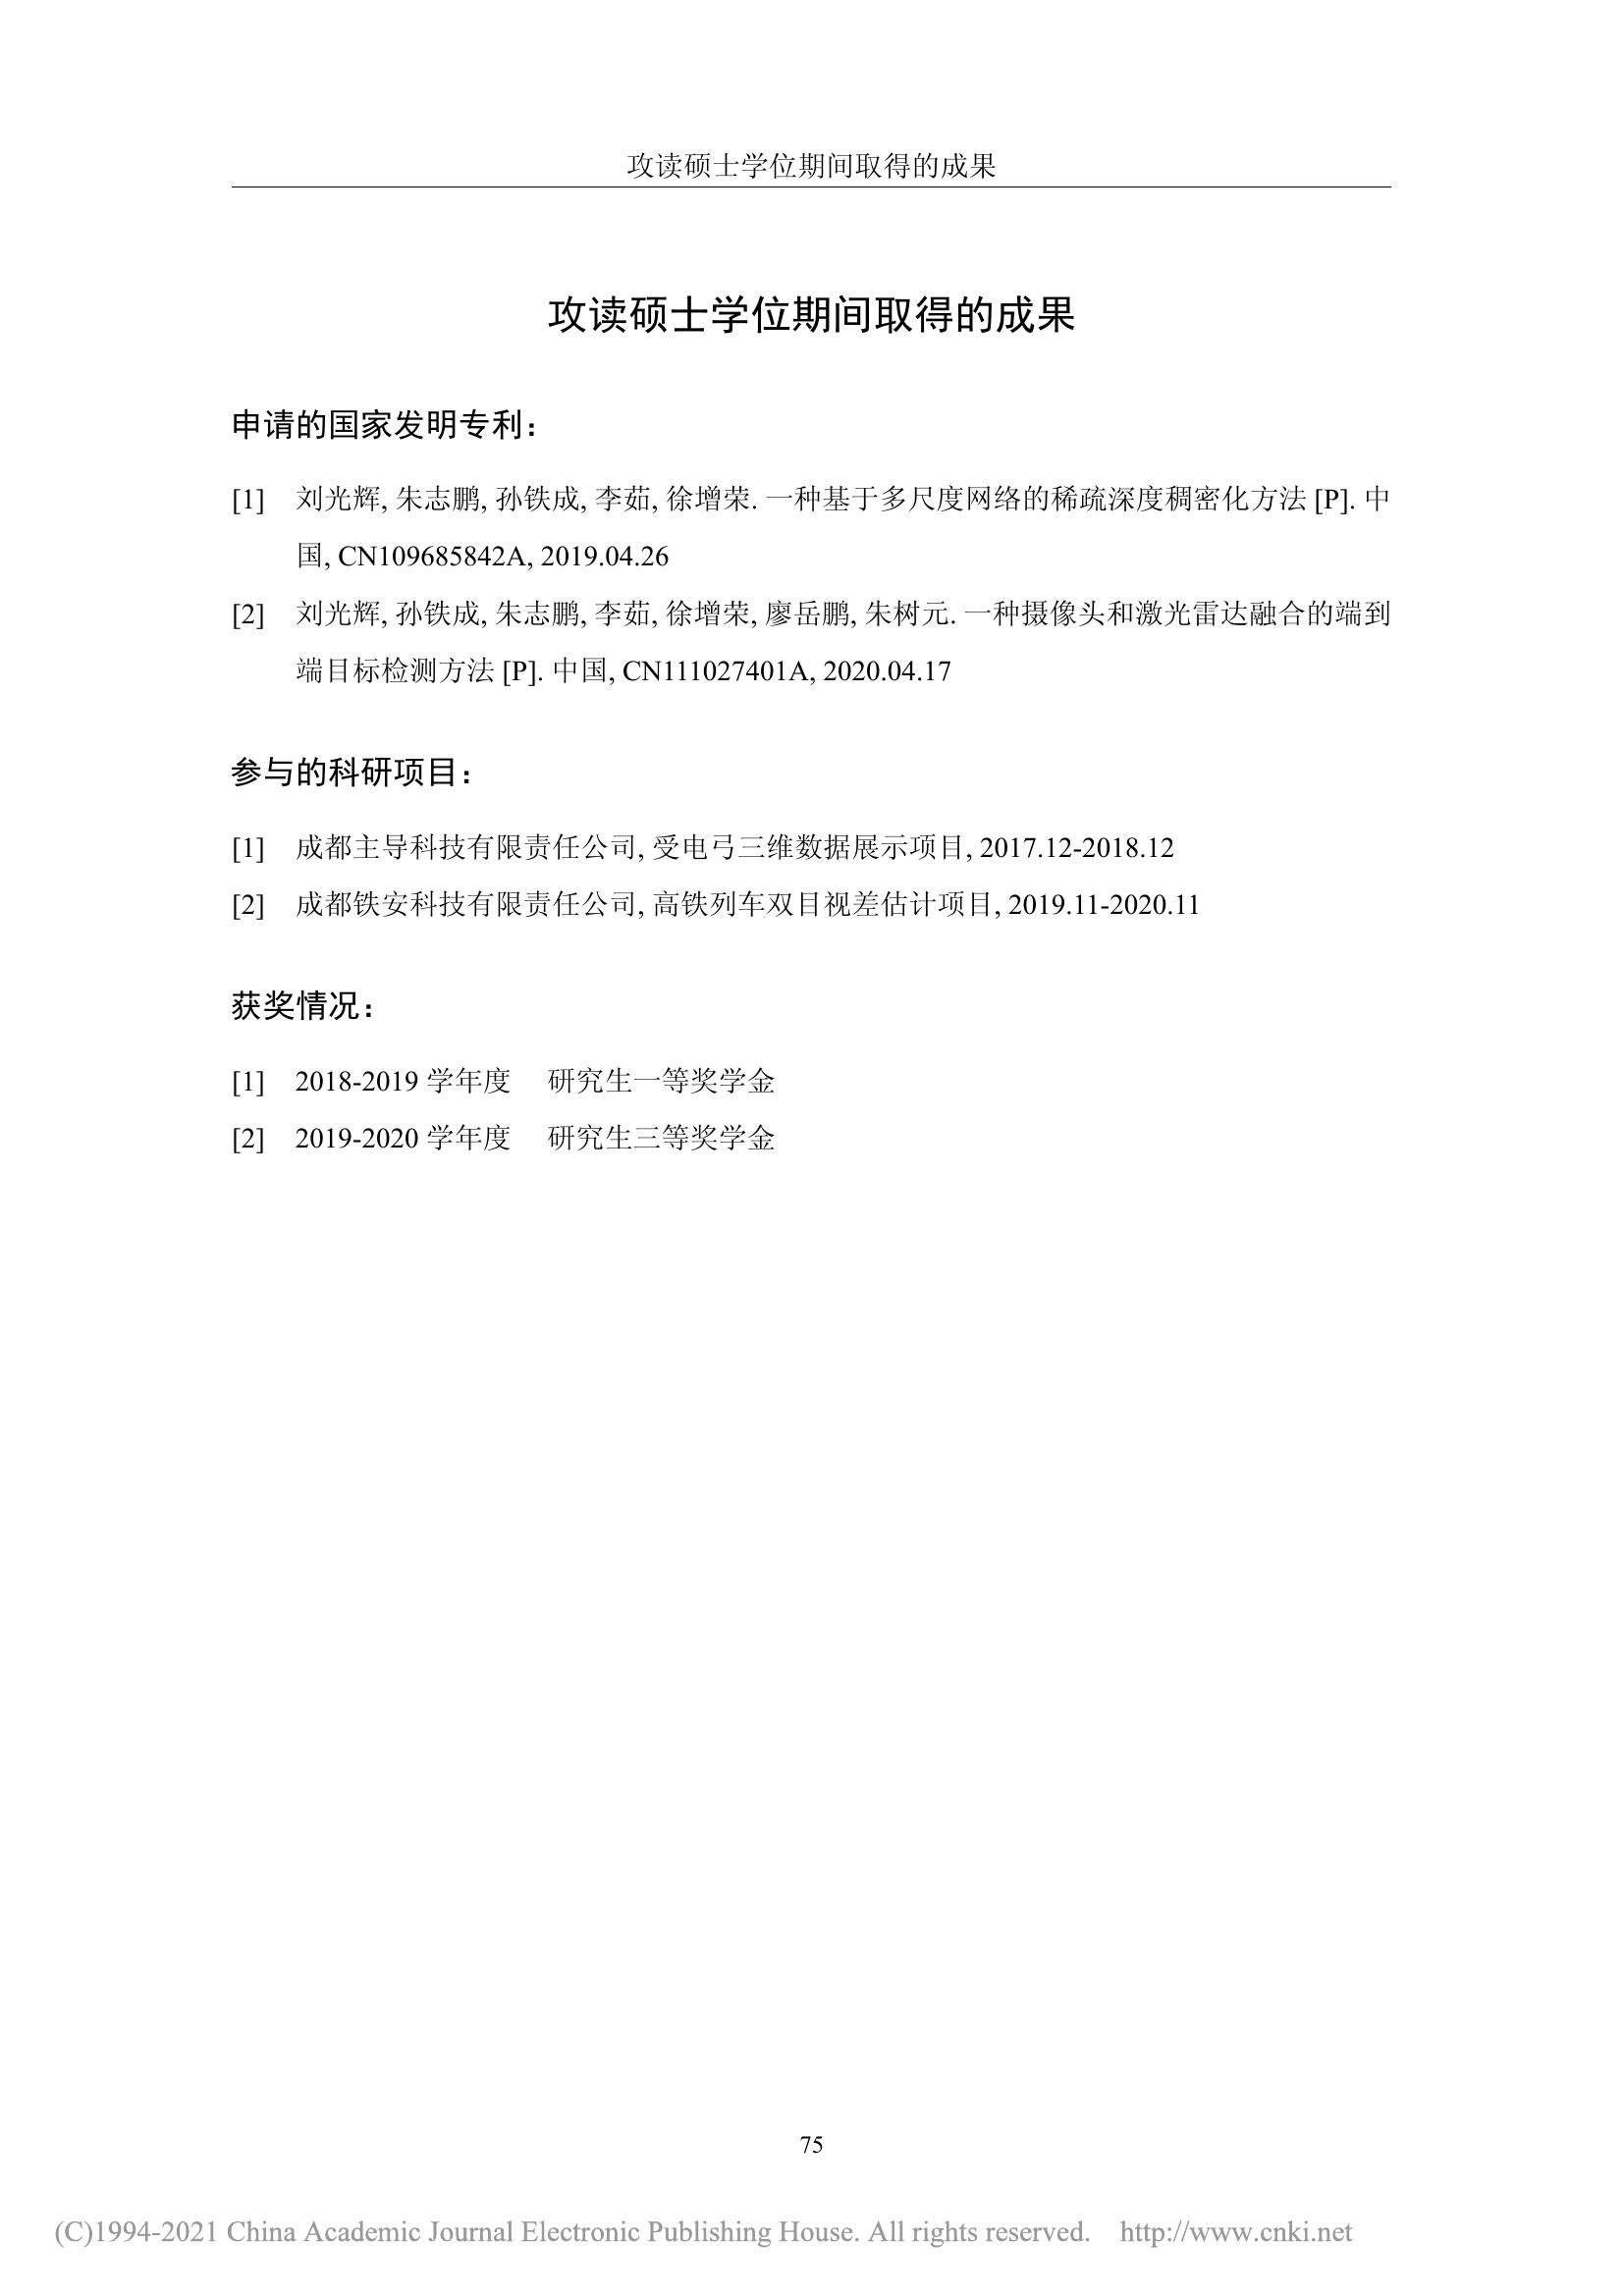 攻读硕士学位期间取得的成果
攻读硕士学位期间取得的成果
申请的国家发明专利：
[1] 刘光辉, 朱志鹏, 孙铁成, 李茹, 徐增荣. 一种基于多尺度网络的稀疏深度稠密化方法 [P]. 中
国, CN109685842A, 2019.04.26
[2] 刘光辉, 孙铁成, 朱志鹏, 李茹, 徐增荣, 廖岳鹏, 朱树元. 一种摄像头和激光雷达融合的端到
端目标检测方法 [P]. 中国, CN111027401A, 2020.04.17
参与的科研项目：
[1] 成都主导科技有限责任公司, 受电弓三维数据展示项目, 2017.12-2018.12
[2] 成都铁安科技有限责任公司, 高铁列车双目视差估计项目, 2019.11-2020.11
获奖情况：
[1] 2018-2019 学年度 研究生一等奖学金
[2] 2019-2020 学年度 研究生三等奖学金
75
(C)1994-2021 China Academic Journal Electronic Publishing House. All rights reserved. http://www.cnki.net